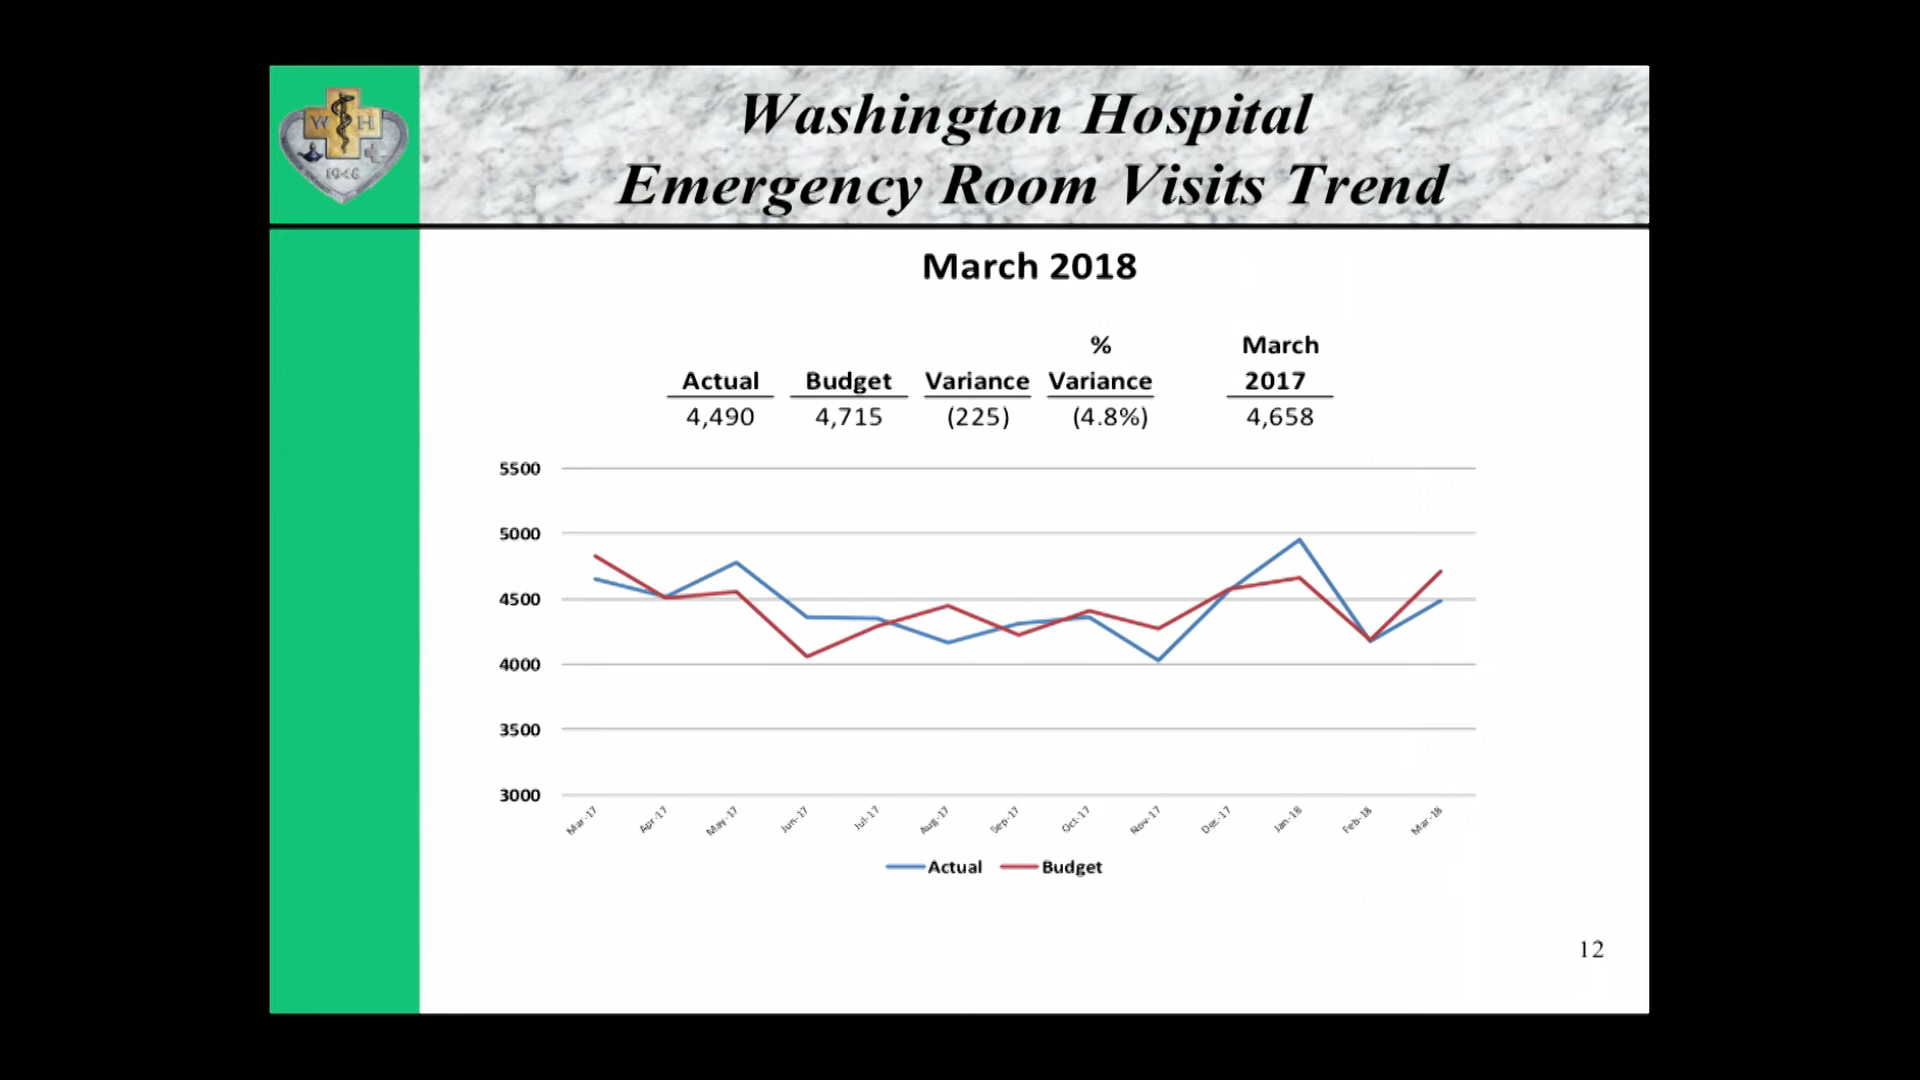 W H
1948
Washington Hospital
Emergency Room Visits Trend
March 2018
% March
Actual Budget Variance Variance 2017
4,490 4,715 (225) (4.8%) 4,658
5500
5000
4500
4000
3500
3000
Mar-17 Apr-17 May-17 Jun-17 Jul-17 Aug-17 Sep-17 Oct-17 Nov-17 Dec-17 Jan-18 Feb-18 Mar-18
Actual Budget
12